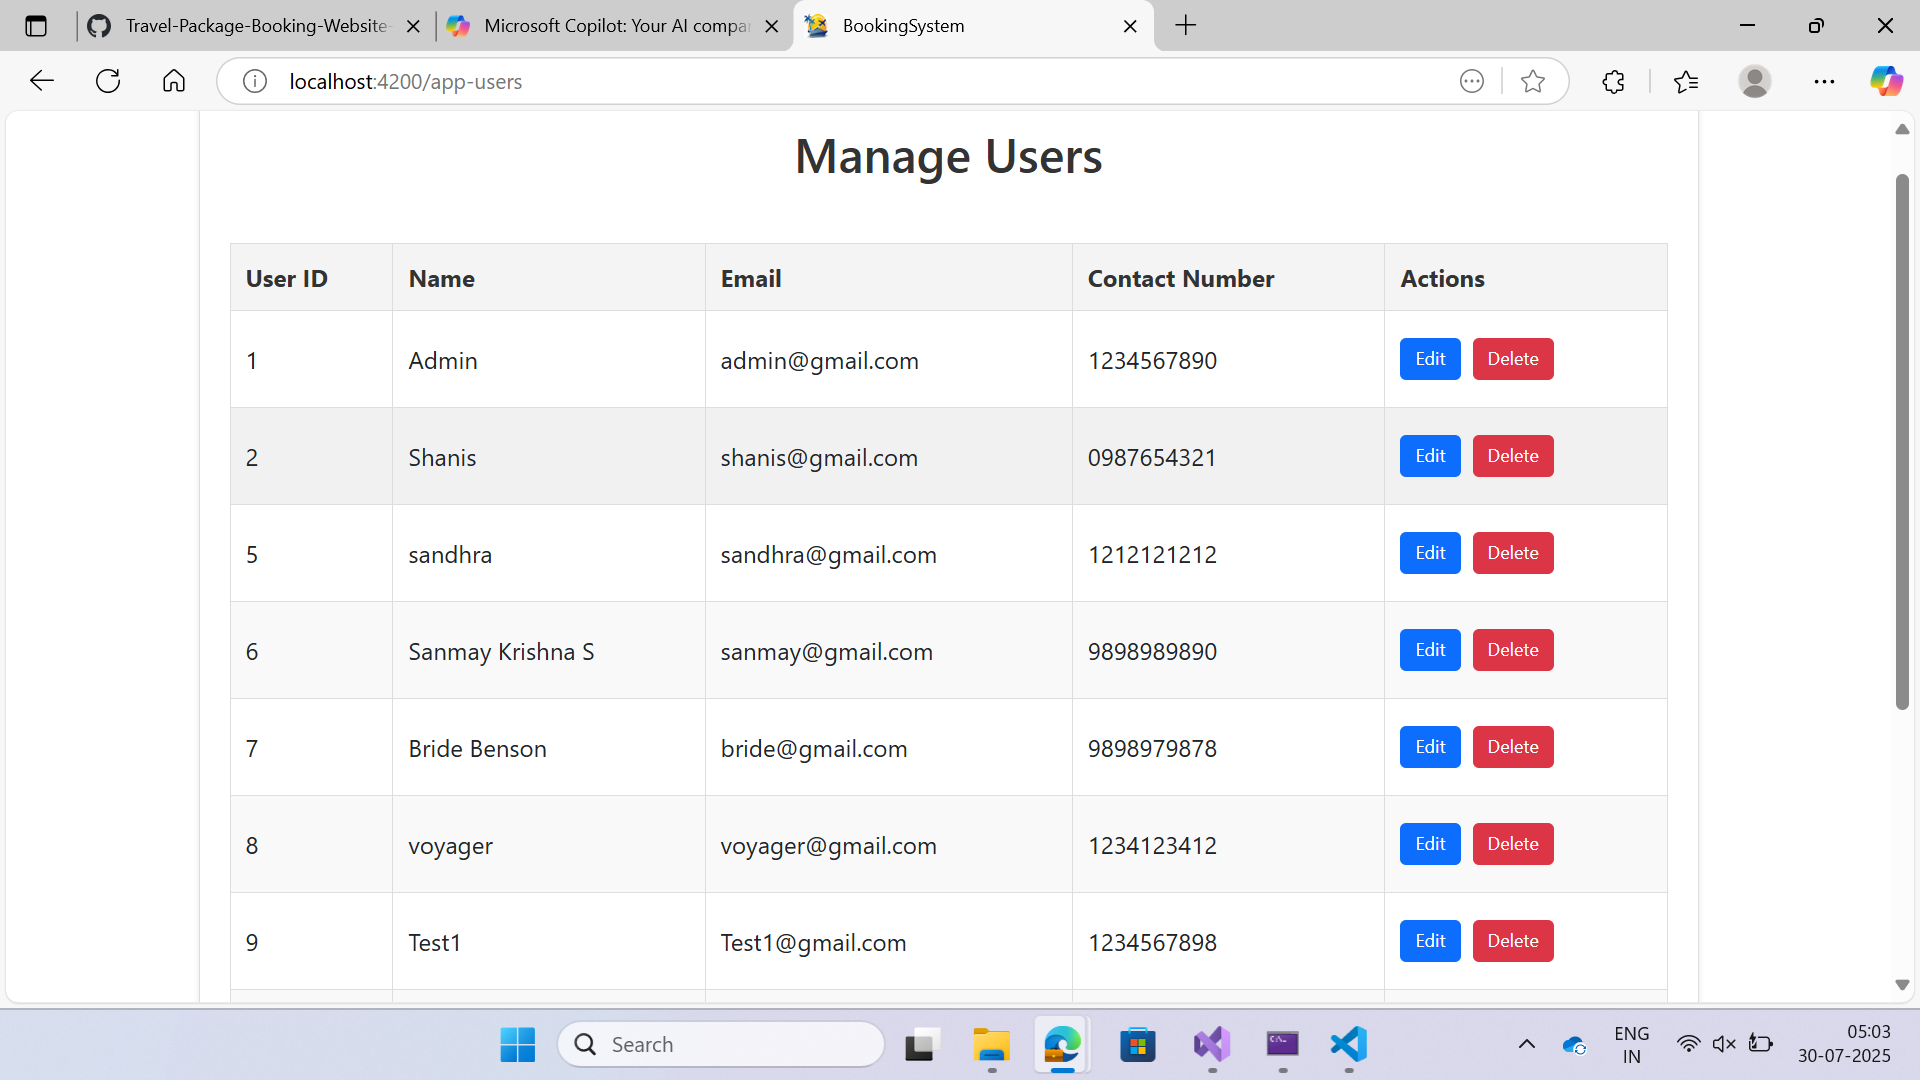 Travel-Package-Booking-Website-
Microsoft Copilot: Your AI compa
BookingSystem
localhost:4200/app-users
Manage Users
User ID Name Email Contact Number Actions
1 Admin admin@gmail.com 1234567890 Edit Delete
2 Shanis shanis@gmail.com 0987654321 Edit Delete
5 sandhra sandhra@gmail.com 1212121212 Edit Delete
6 Sanmay Krishna S sanmay@gmail.com 9898989890 Edit Delete
7 Bride Benson bride@gmail.com 9898979878 Edit Delete
8 voyager voyager@gmail.com 1234123412 Edit Delete
9 Test1 Test1@gmail.com 1234567898 Edit Delete
Search
ENG
IN
05:03
30-07-2025